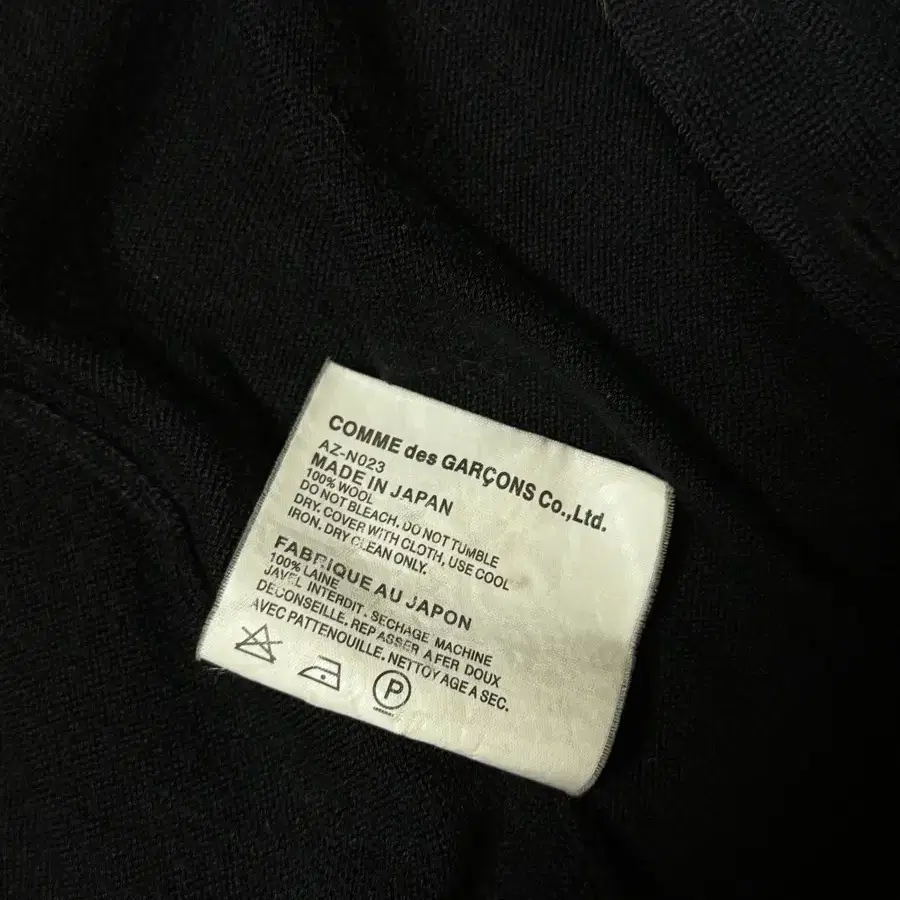 COMME des GARÇONS Co.,Ltd.
AZ-N023
MADE IN JAPAN
100% WOOL
DO NOT BLEACH. DO NOT TUMBLE
DRY. COVER WITH CLOTH, USE COOL
IRON. DRY CLEAN ONLY.
FABRIQUE AU JAPON
100% LAINE
JAVEL INTERDIT. SECHAGE MACHINE
DECONSEILLE. REPASSER A FER DOUX
AVEC PATTENOUILLE. NETTOYAGE A SEC.
P